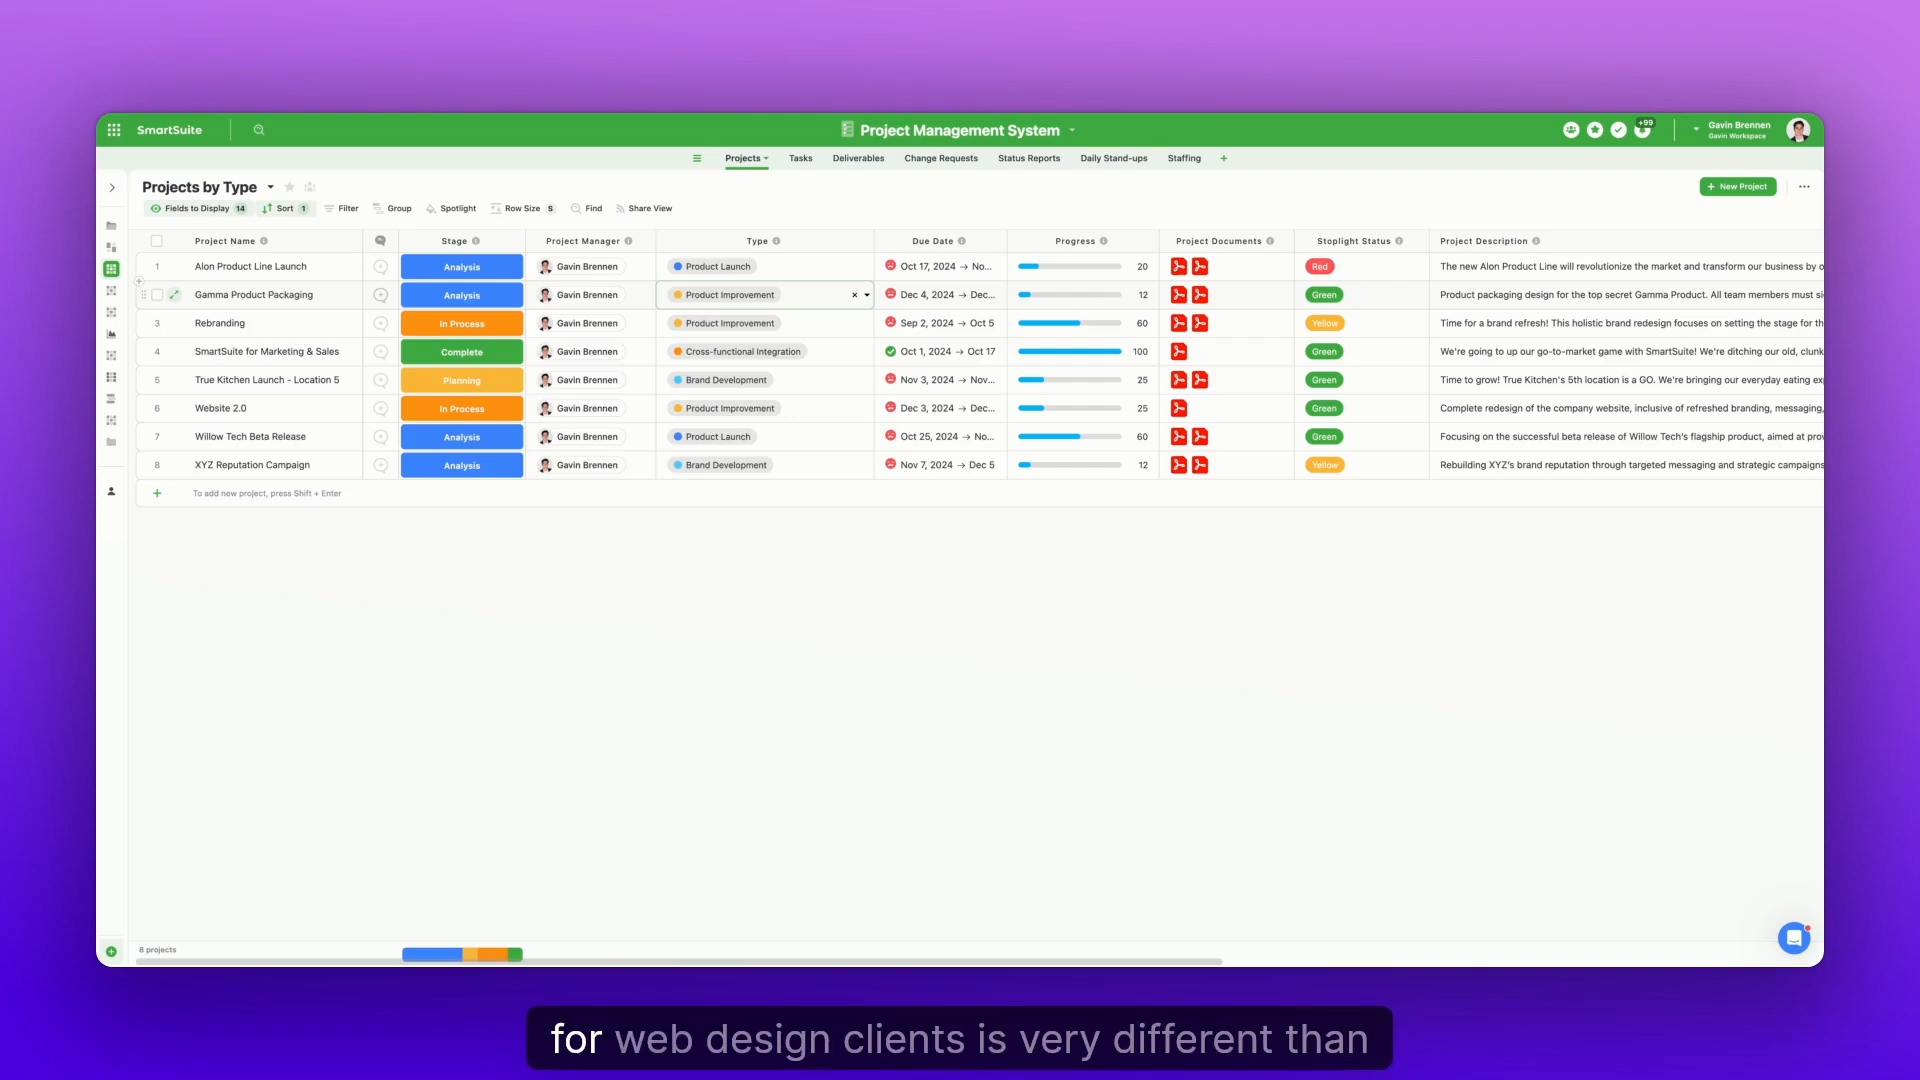 SmartSuite
Project Management System
+99
Gavin Brennen
Gavin Workspace
Projects
Tasks
Deliverables
Change Requests
Status Reports
Daily Stand-ups
Staffing
Projects by Type
New Project
Fields to Display 14 Sort 1 Filter Group Spotlight Row Size S Find Share View
Project Name Stage Project Manager Type Due Date Progress Project Documents Stoplight Status Project Description
1 Alon Product Line Launch Analysis Gavin Brennen Product Launch Oct 17, 2024 → No... 20 Red The new Alon Product Line will revolutionize the market and transform our business by o
Gamma Product Packaging Analysis Gavin Brennen Product Improvement Dec 4, 2024 → Dec... 12 Green Product packaging design for the top secret Gamma Product. All team members must si
3 Rebranding In Process Gavin Brennen Product Improvement Sep 2, 2024 → Oct 5 60 Yellow Time for a brand refresh! This holistic brand redesign focuses on setting the stage for th
4 SmartSuite for Marketing & Sales Complete Gavin Brennen Cross-functional Integration Oct 1, 2024 → Oct 17 100 Green We're going to up our go-to-market game with SmartSuite! We're ditching our old, clunk
5 True Kitchen Launch - Location 5 Planning Gavin Brennen Brand Development Nov 3, 2024 → Nov... 25 Green Time to grow! True Kitchen's 5th location is a GO. We're bringing our everyday eating ex
6 Website 2.0 In Process Gavin Brennen Product Improvement Dec 3, 2024 → Dec... 25 Green Complete redesign of the company website, inclusive of refreshed branding, messaging,
7 Willow Tech Beta Release Analysis Gavin Brennen Product Launch Oct 25, 2024 → No... 60 Green Focusing on the successful beta release of Willow Tech's flagship product, aimed at prov
8 XYZ Reputation Campaign Analysis Gavin Brennen Brand Development Nov 7, 2024 → Dec 5 12 Yellow Rebuilding XYZ's brand reputation through targeted messaging and strategic campaigns
To add new project, press Shift + Enter
8 projects
for web design clients is very different than